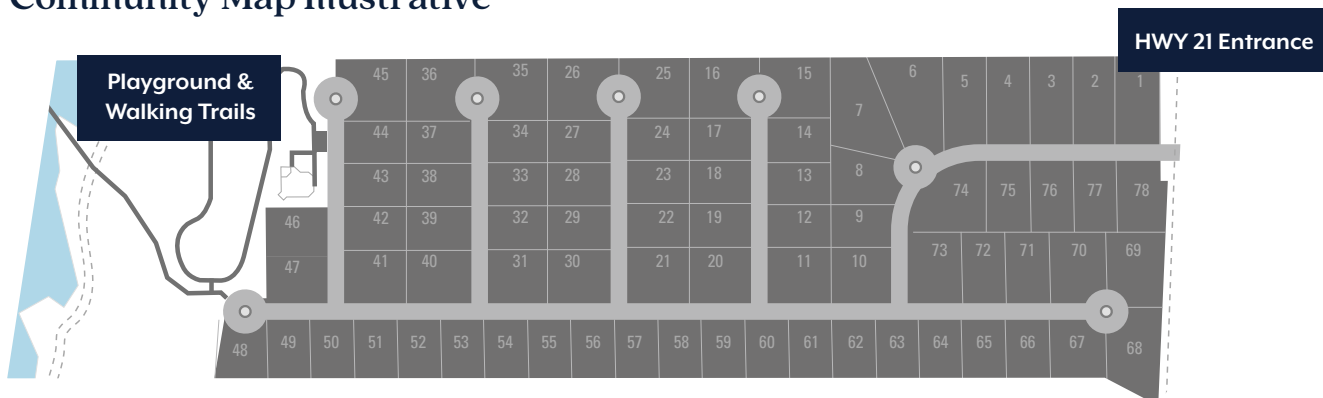 Community Map Illustrative
HWY 21 Entrance
Playground &
Walking Trails
45 36 35 26 25 16 15 6 5 4 3 2 1
7
44 37 34 27 24 17 14
43 38 33 28 23 18 13 8
74 75 76 77 78
46 42 39 32 29 22 19 12 9
73 72 71 70 69
47 41 40 31 30 21 20 11 10
48 49 50 51 52 53 54 55 56 57 58 59 60 61 62 63 64 65 66 67 68